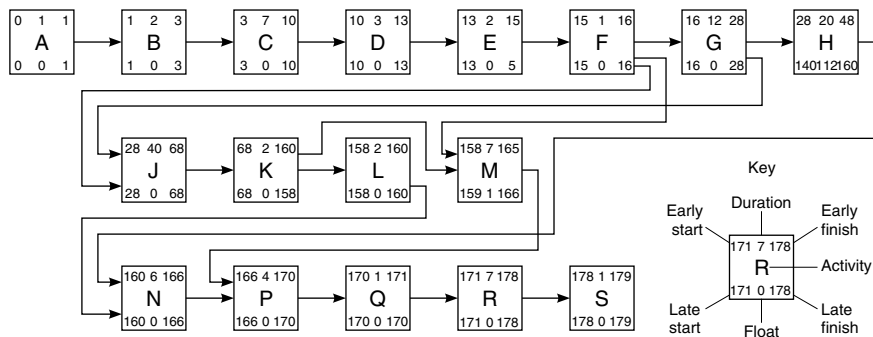 0 1 1
A
0 0 1
1 2 3
B
1 0 3
3 7 10
C
3 0 10
10 3 13
D
10 0 13
13 2 15
E
13 0 5
15 1 16
F
15 0 16
16 12 28
G
16 0 28
28 20 48
H
140 112 160
28 40 68
J
28 0 68
68 2 160
K
68 0 158
158 2 160
L
158 0 160
158 7 165
M
159 1 166
160 6 166
N
160 0 166
166 4 170
P
166 0 170
170 1 171
Q
170 0 170
171 7 178
R
171 0 178
178 1 179
S
178 0 179
Key
Duration
Early start
Early finish
171 7 178
R
Activity
171 0 178
Late start
Late finish
Float